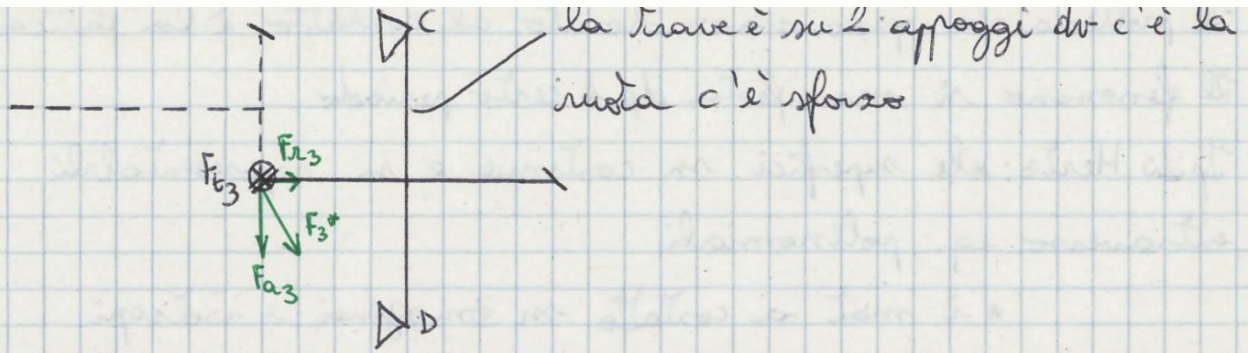 C
la trave è su 2 appoggi dv c'è la
ruota c'è sforzo
Fr3
Ft3
F3*
Fa3
D